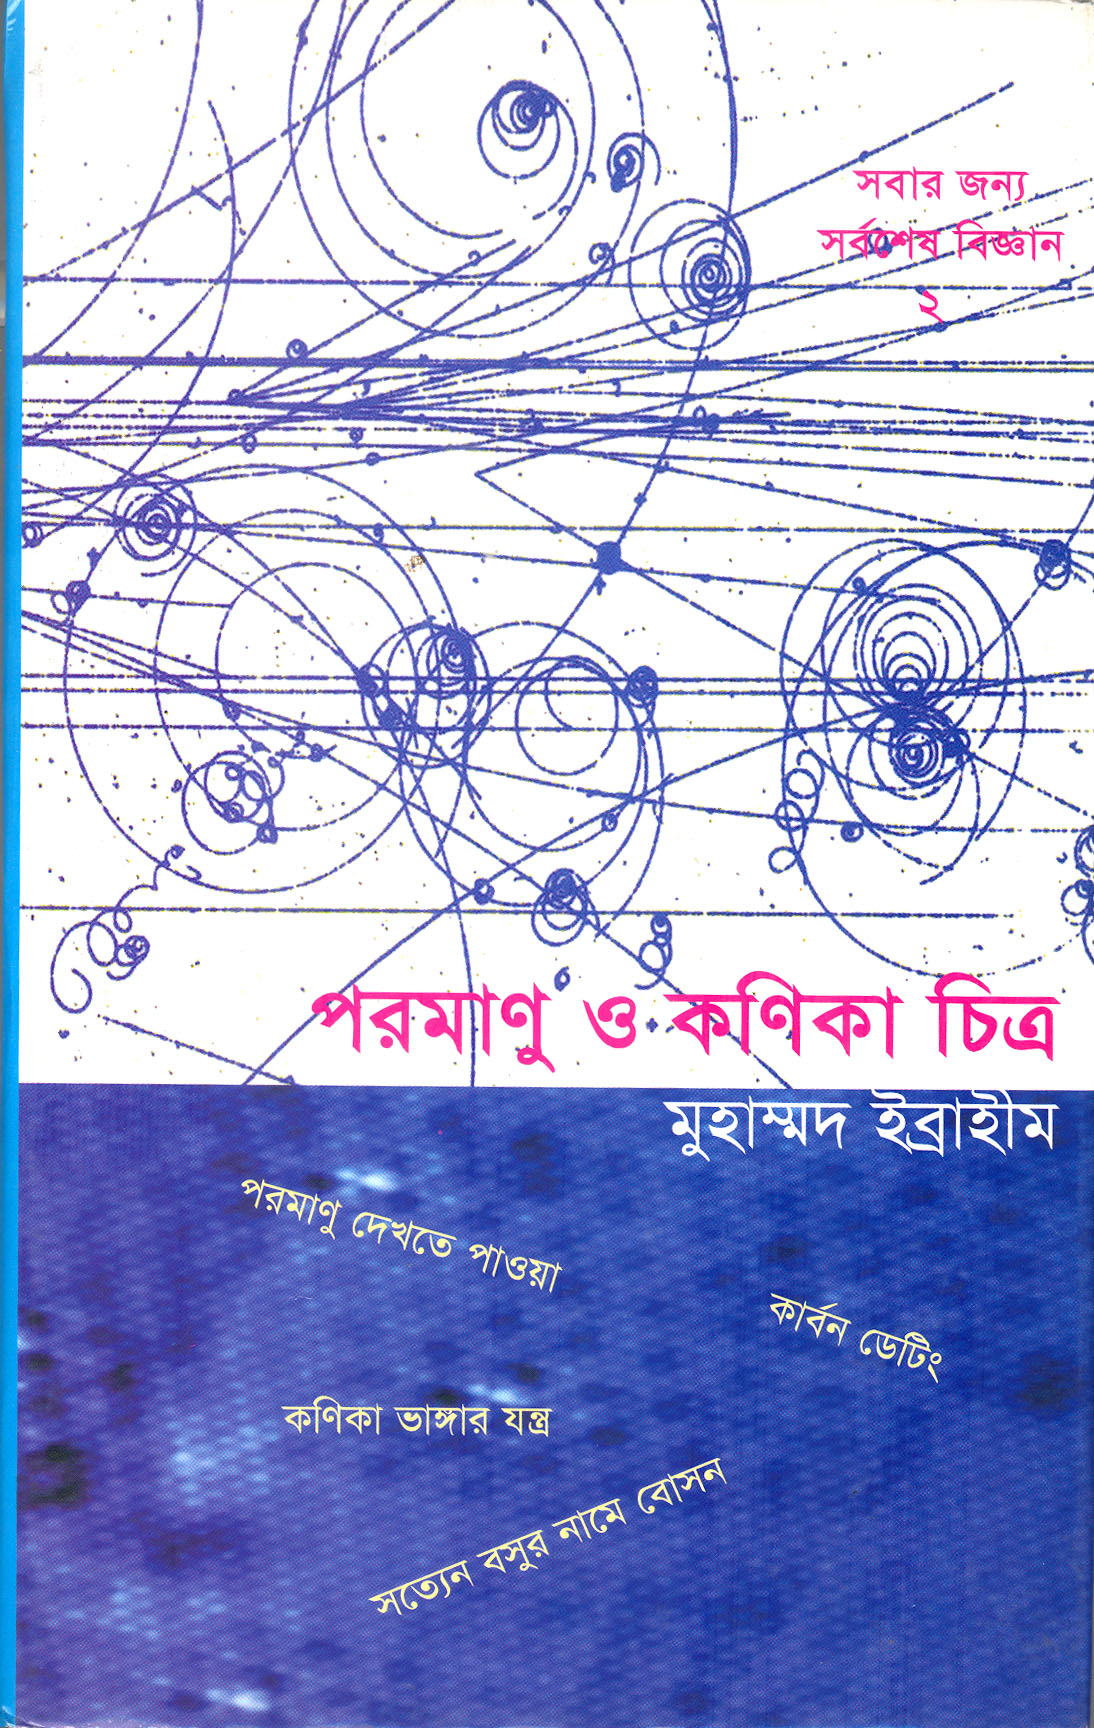 সবার জন্য
সর্বশেষ বিজ্ঞান
২
পরমাণু ও কণিকা চিত্র
মুহাম্মদ ইব্রাহীম
পরমাণু দেখতে পাওয়া
কার্বন ডেটিং
কণিকা ভাঙ্গার যন্ত্র
সত্যেন বসুর নামে বোসন